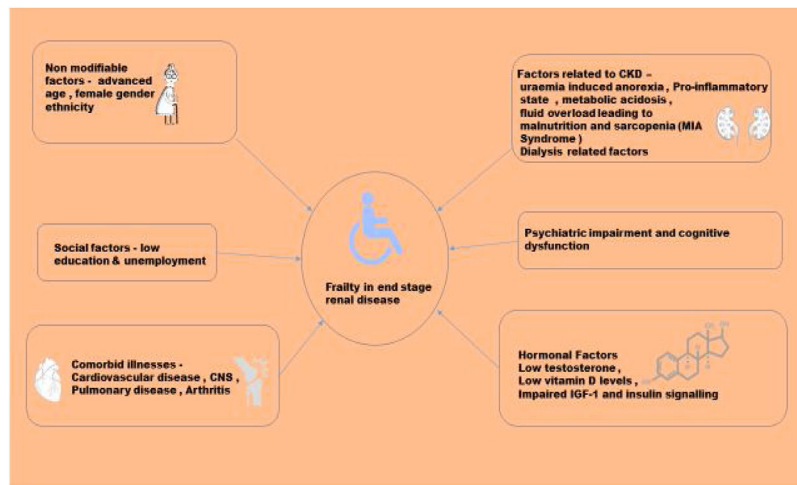 Non modifiable
factors - advanced
age , female gender
ethnicity
Factors related to CKD –
uraemia induced anorexia , Pro-inflammatory
state , metabolic acidosis ,
fluid overload leading to
malnutrition and sarcopenia (MIA
Syndrome )
Dialysis related factors
Social factors - low
education & unemployment
Psychiatric impairment and cognitive
dysfunction
Frailty in end stage
renal disease
Comorbid illnesses -
Cardiovascular disease , CNS ,
Pulmonary disease , Arthritis
Hormonal Factors
Low testosterone ,
Low vitamin D levels ,
Impaired IGF-1 and insulin signalling